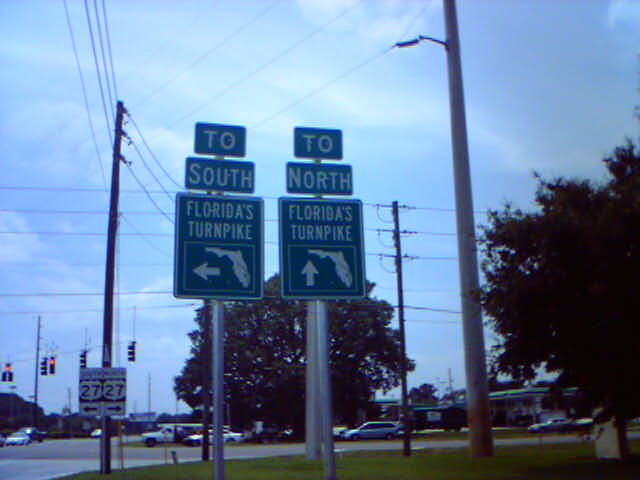 TO
SOUTH
FLORIDA'S
TURNPIKE
TO
NORTH
FLORIDA'S
TURNPIKE
27 27